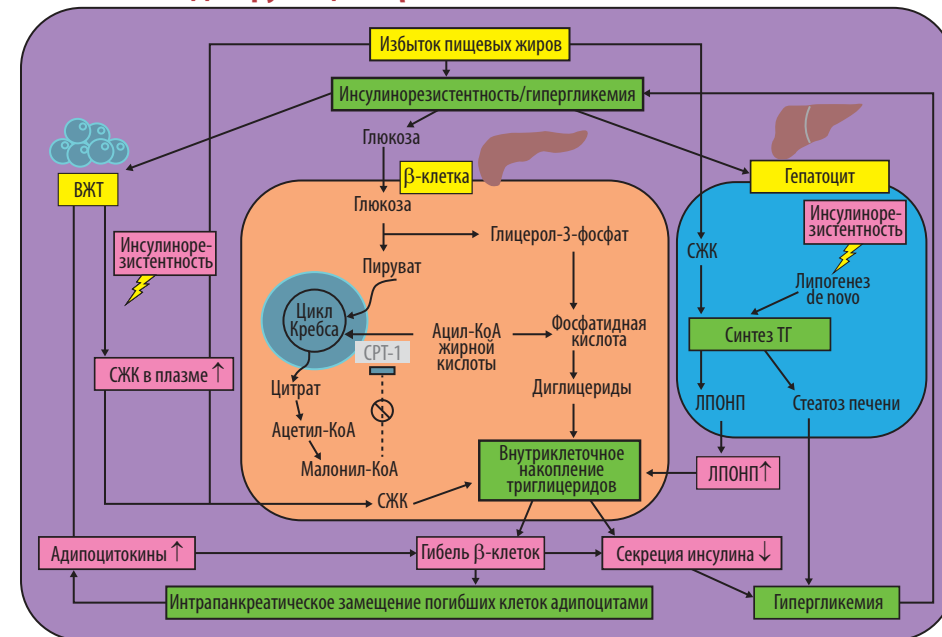 Избыток пищевых жиров
Инсулинорезистентность/гипергликемия
Глюкоза
ВЖТ
β-клетка
Гепатоцит
Глюкоза
Инсулиноре-
зистентность
Инсулиноре-
зистентность
Глицерол-3-фосфат
СЖК
Пируват
Липогенез
de novo
Цикл
Кребса
Ацил-КоА
жирной
кислоты
Фосфатидная
кислота
Синтез ТГ
CPT-1
СЖК в плазме ↑
Цитрат
Диглицериды
ЛПОНП
Стеатоз печени
Ацетил-КоА
Малонил-КоА
Внутриклеточное
накопление
триглицеридов
ЛПОНП↑
СЖК
Адипоцитокины ↑
Гибель β-клеток
Секреция инсулина ↓
Интрапанкреатическое замещение погибших клеток адипоцитами
Гипергликемия